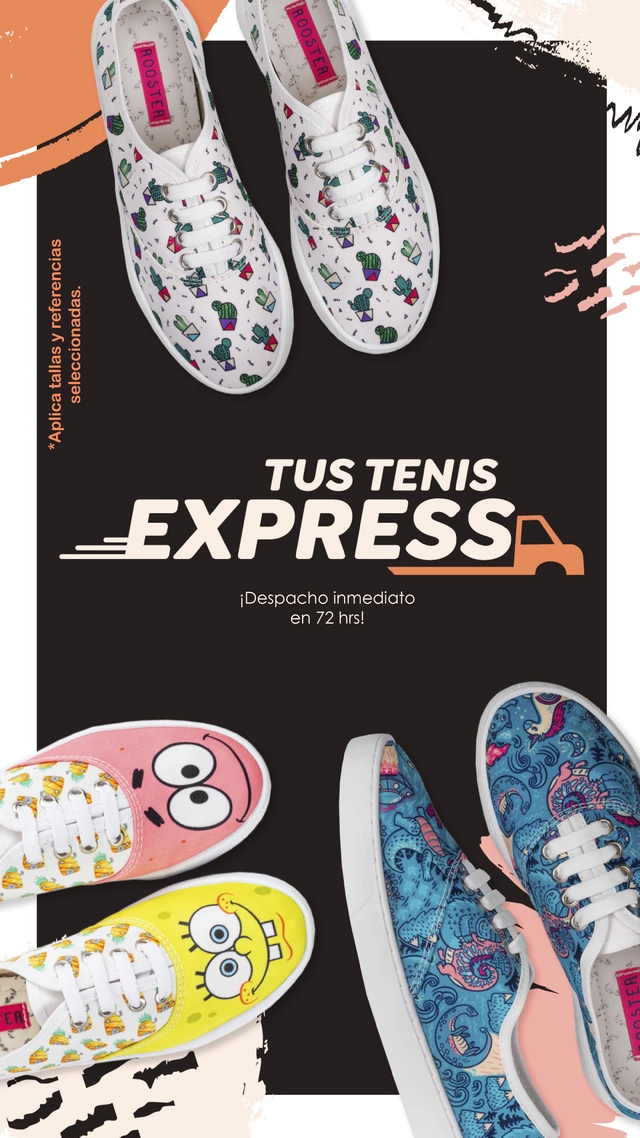 ROOSTER
ROOSTER
*Aplica tallas y referencias
seleccionadas.
TUS TENIS
EXPRESS
¡Despacho inmediato
en 72 hrs!